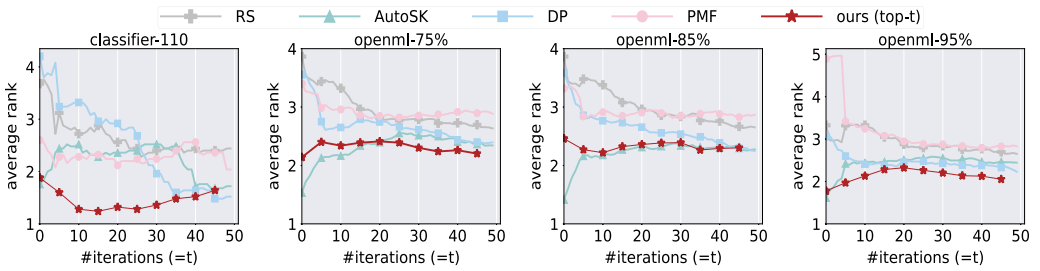 RS AutoSK DP PMF ours (top-t)
classifier-110 openml-75% openml-85% openml-95%
average rank
4
3
2
1
0 10 20 30 40 50
#iterations (=t)
average rank
4
3
2
1
0 10 20 30 40 50
#iterations (=t)
average rank
4
3
2
1
0 10 20 30 40 50
#iterations (=t)
average rank
5
4
3
2
1
0 10 20 30 40 50
#iterations (=t)